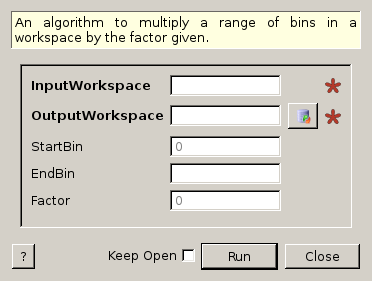 An algorithm to multiply a range of bins in a
workspace by the factor given.
InputWorkspace
OutputWorkspace
StartBin 0
EndBin
Factor 0
? Keep Open Run Close